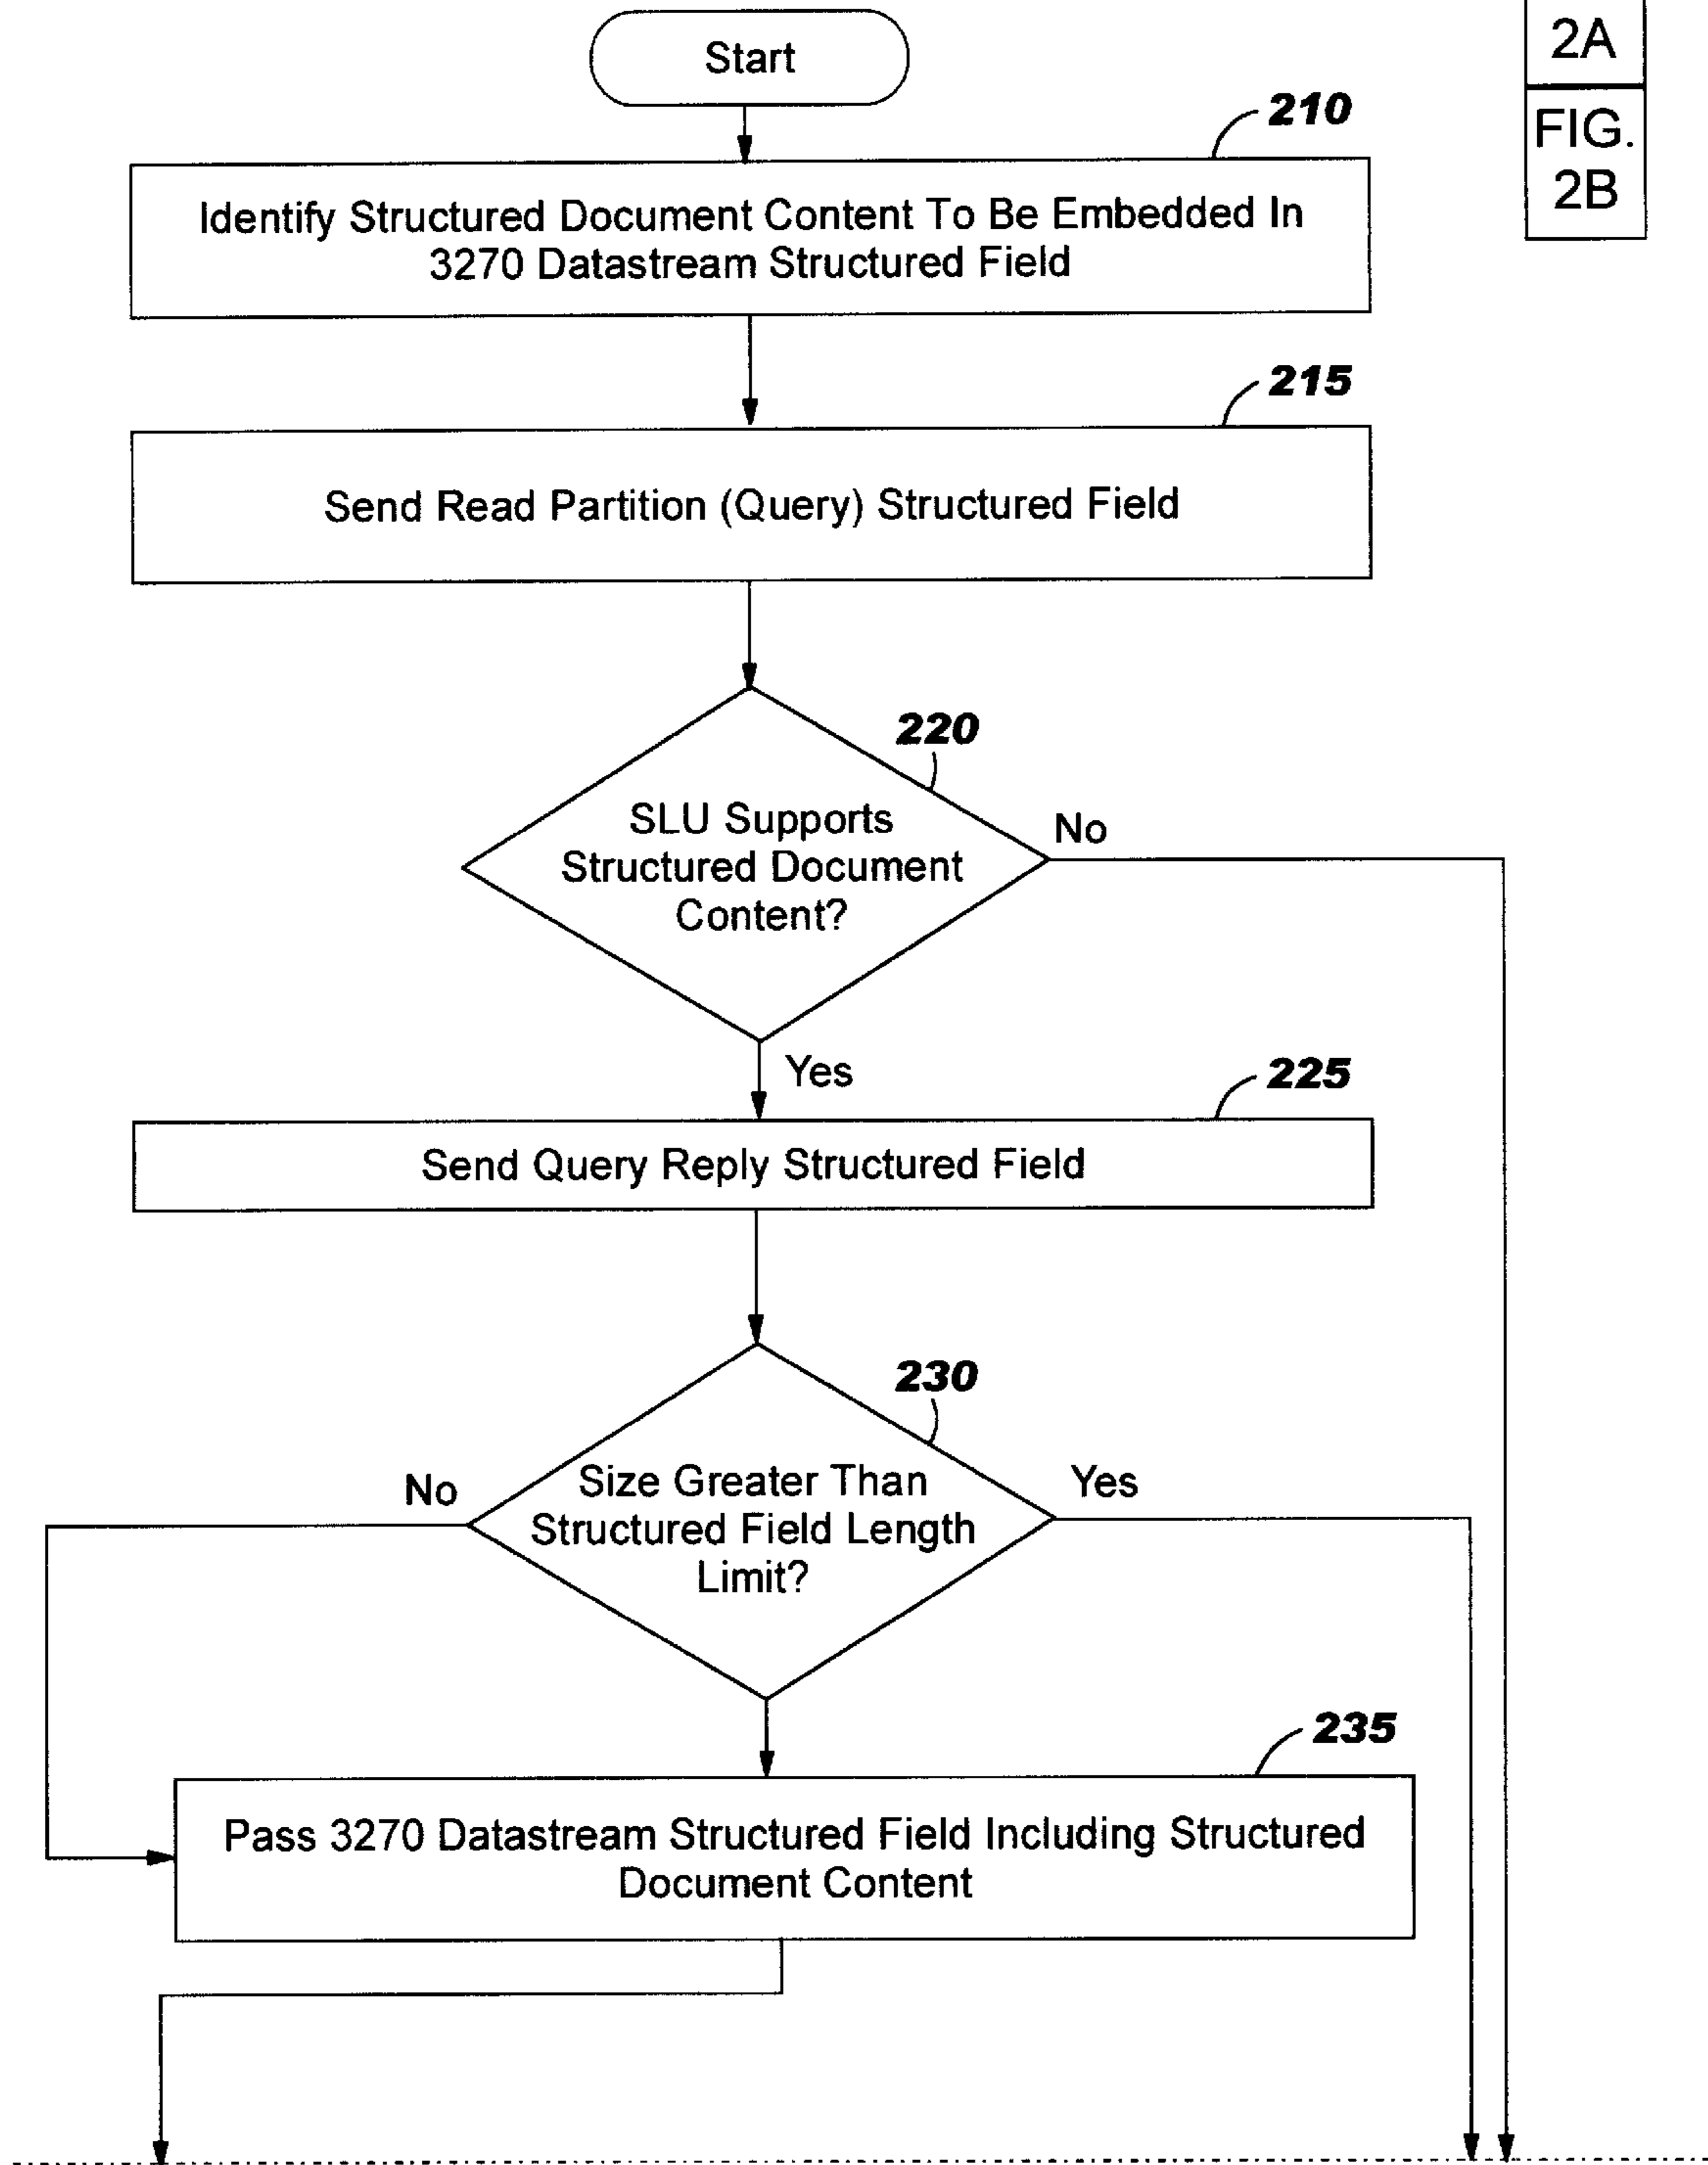 Start
2A
FIG.
2B
210
Identify Structured Document Content To Be Embedded In
3270 Datastream Structured Field
215
Send Read Partition (Query) Structured Field
220
SLU Supports
Structured Document
Content?
No
Yes
225
Send Query Reply Structured Field
230
No
Size Greater Than
Structured Field Length
Limit?
Yes
235
Pass 3270 Datastream Structured Field Including Structured
Document Content